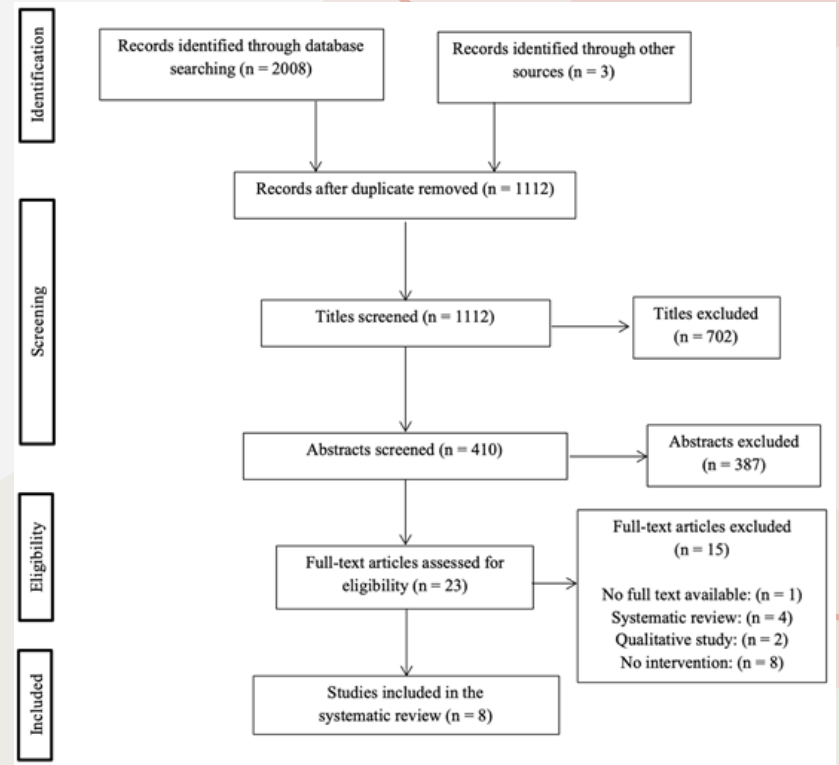 Identification
Records identified through database
searching (n = 2008)
Records identified through other
sources (n = 3)
Records after duplicate removed (n = 1112)
Screening
Titles screened (n = 1112)
Titles excluded
(n = 702)
Abstracts screened (n = 410)
Abstracts excluded
(n = 387)
Eligibility
Full-text articles assessed for
eligibility (n = 23)
Full-text articles excluded
(n = 15)
No full text available: (n = 1)
Systematic review: (n = 4)
Qualitative study: (n = 2)
No intervention: (n = 8)
Included
Studies included in the
systematic review (n = 8)